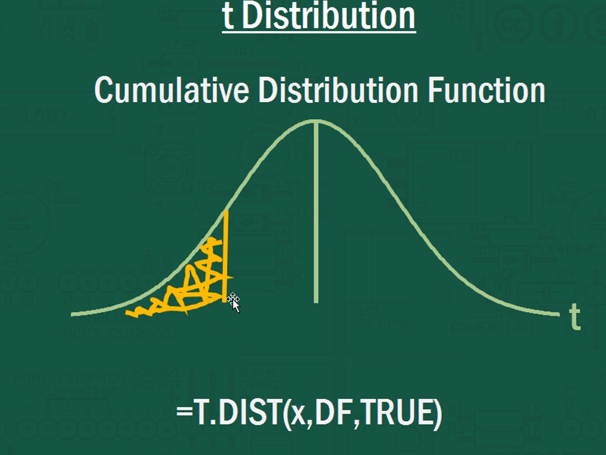 t Distribution
Cumulative Distribution Function
t
=T.DIST(x,DF,TRUE)